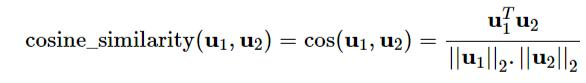 cosine_similarity(u₁, u₂) = cos(u₁, u₂) = u₁ᵀu₂ / ||u₁||₂.||u₂||₂